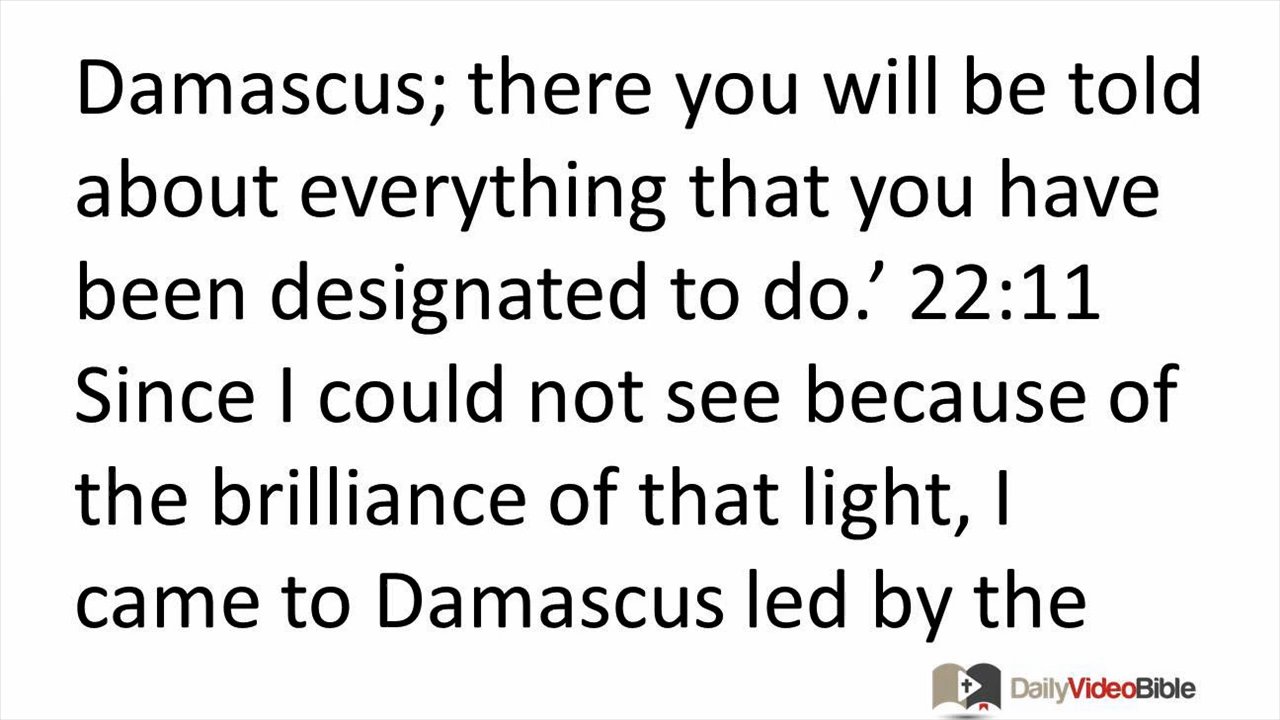 Damascus; there you will be told
about everything that you have
been designated to do.’ 22:11
Since I could not see because of
the brilliance of that light, I
came to Damascus led by the
DailyVideoBible